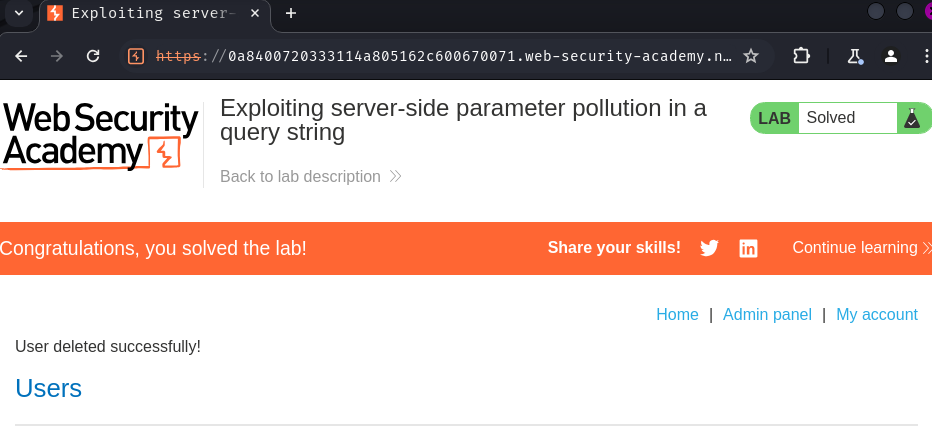 Exploiting server-
https://0a8400720333114a805162c600670071.web-security-academy.n…
Web Security
Academy
Exploiting server-side parameter pollution in a
query string
LAB Solved
Back to lab description
Congratulations, you solved the lab! Share your skills! Continue learning
Home | Admin panel | My account
User deleted successfully!
Users